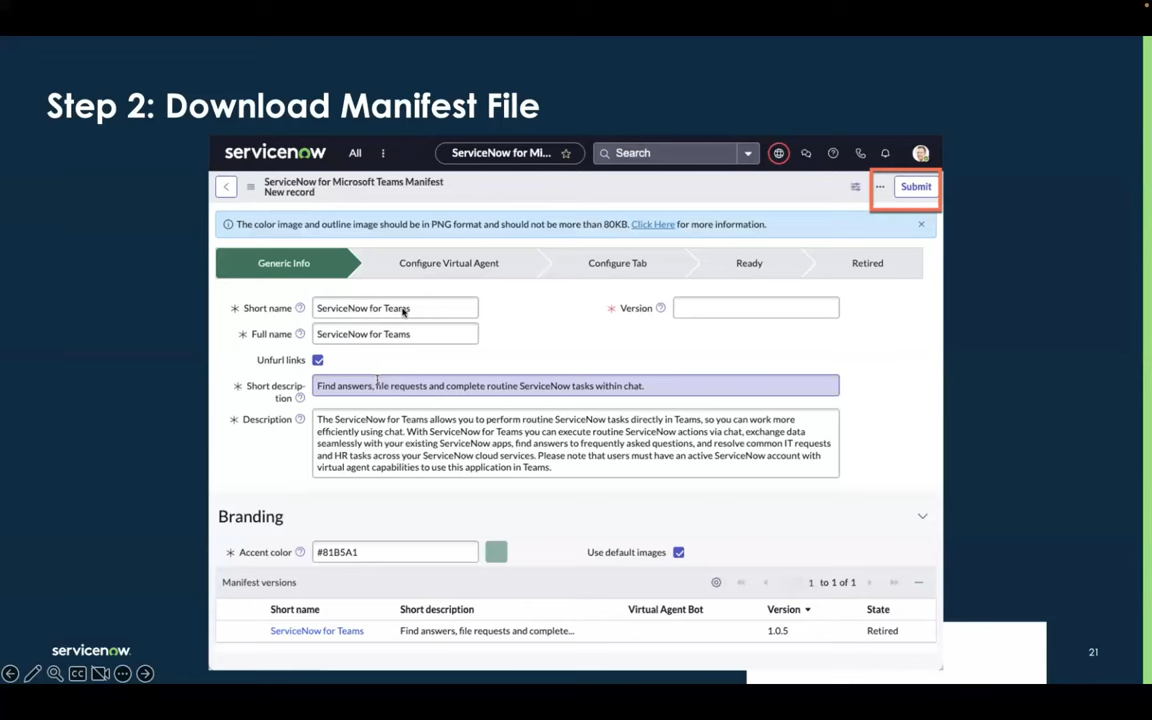 Step 2: Download Manifest File
servicenow
All
ServiceNow for Mi...
Search
ServiceNow for Microsoft Teams Manifest
New record
Submit
The color image and outline image should be in PNG format and should not be more than 80KB. Click Here for more information.
Generic Info
Configure Virtual Agent
Configure Tab
Ready
Retired
Short name
ServiceNow for Teams
Version
Full name
ServiceNow for Teams
Unfurl links
Short descrip-
tion
Find answers, file requests and complete routine ServiceNow tasks within chat.
Description
The ServiceNow for Teams allows you to perform routine ServiceNow tasks directly in Teams, so you can work more
efficiently using chat. With ServiceNow for Teams you can execute routine ServiceNow actions via chat, exchange data
seamlessly with your existing ServiceNow apps, find answers to frequently asked questions, and resolve common IT requests
and HR tasks across your ServiceNow cloud services. Please note that users must have an active ServiceNow account with
virtual agent capabilities to use this application in Teams.
Branding
Accent color
#81B5A1
Use default images
Manifest versions
1 to 1 of 1
Short name
Short description
Virtual Agent Bot
Version
State
ServiceNow for Teams
Find answers, file requests and complete...
1.0.5
Retired
servicenow
21
CC